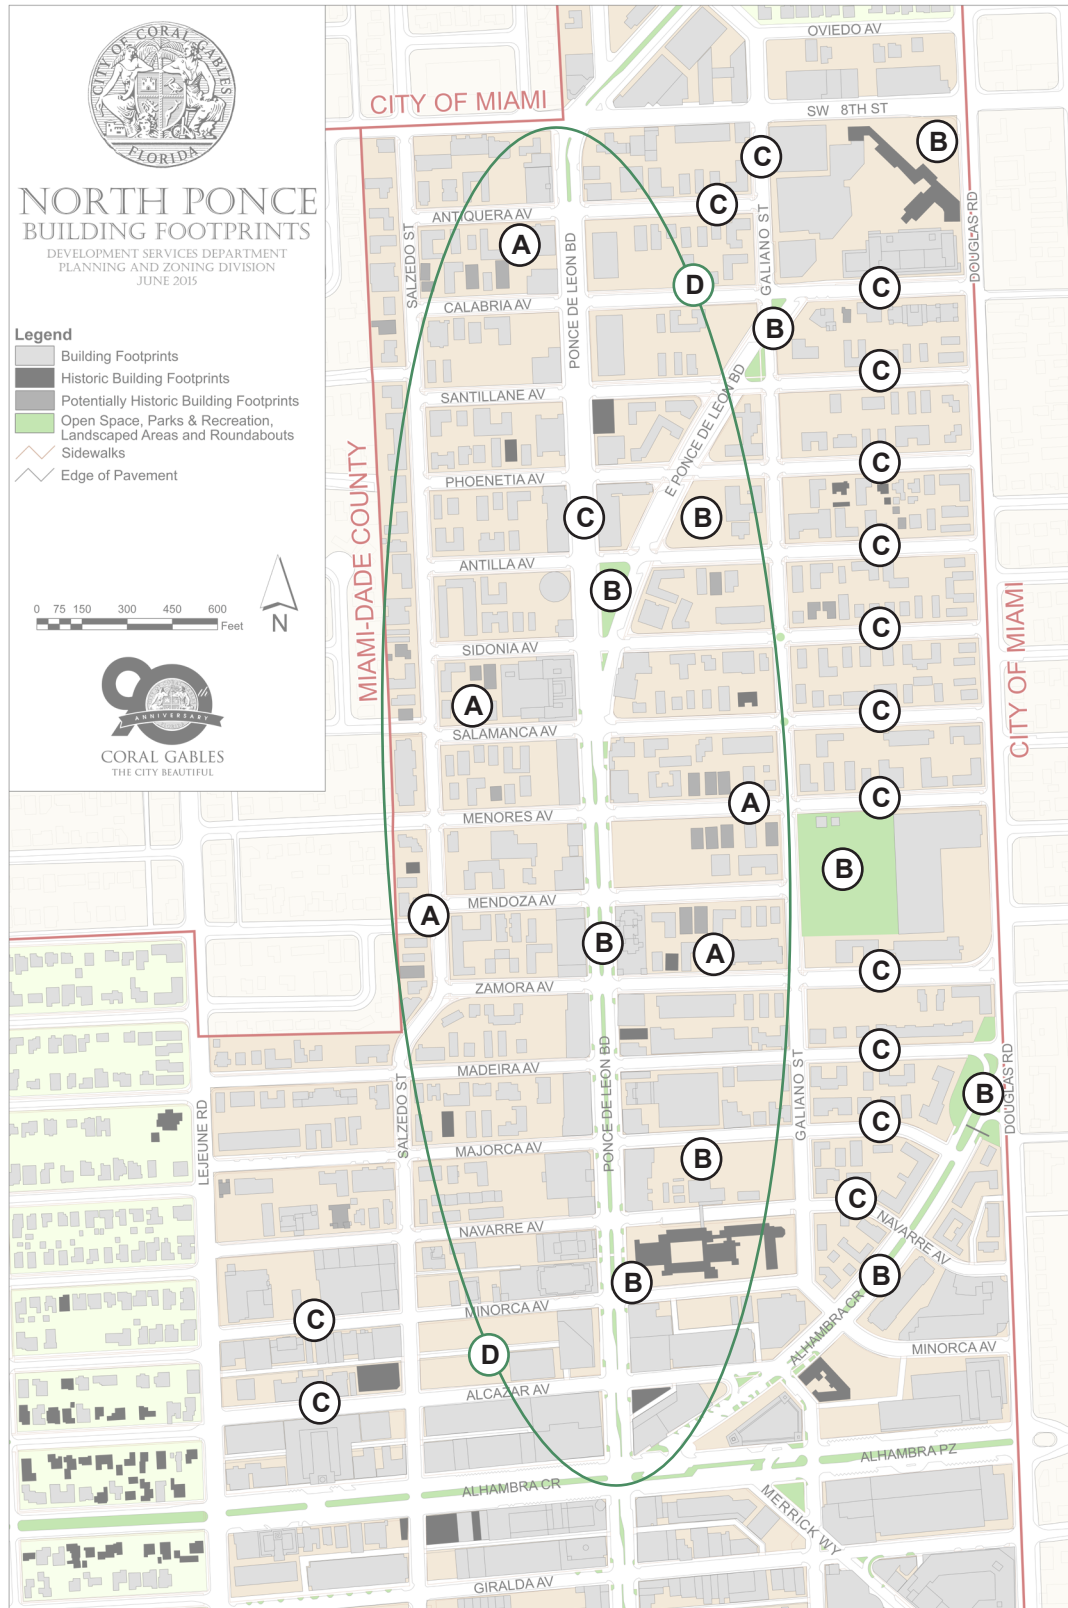 CITY OF CORAL GABLES
FLORIDA
NORTH PONCE
BUILDING FOOTPRINTS
DEVELOPMENT SERVICES DEPARTMENT
PLANNING AND ZONING DIVISION
JUNE 2015
Legend
Building Footprints
Historic Building Footprints
Potentially Historic Building Footprints
Open Space, Parks & Recreation,
Landscaped Areas and Roundabouts
Sidewalks
Edge of Pavement
0 75 150 300 450 600
Feet
N
90th
ANNIVERSARY
CORAL GABLES
THE CITY BEAUTIFUL
CITY OF MIAMI
MIAMI-DADE COUNTY
CITY OF MIAMI
OVIEDO AV
SW 8TH ST
B
C
C
ANTIQUERA AV
A
SALZEDO ST
PONCE DE LEON BD
GALIANO ST
DOUGLAS RD
D
C
CALABRIA AV
B
C
SANTILLANE AV
E PONCE DE LEON BD
C
PHOENETIA AV
C
B
C
ANTILLA AV
B
C
SIDONIA AV
A
C
SALAMANCA AV
C
A
MENORES AV
B
MENDOZA AV
A
B
A
C
ZAMORA AV
PONCE DE LEON BD
GALIANO ST
C
MADEIRA AV
B
DOUGLAS RD
SALZEDO ST
LEJEUNE RD
C
MAJORCA AV
B
C
NAVARRE AV
NAVARRE AV
B
B
MINORCA AV
C
ALHAMBRA CR
MINORCA AV
D
ALCAZAR AV
C
ALHAMBRA PZ
ALHAMBRA CR
MERRICK WY
GIRALDA AV